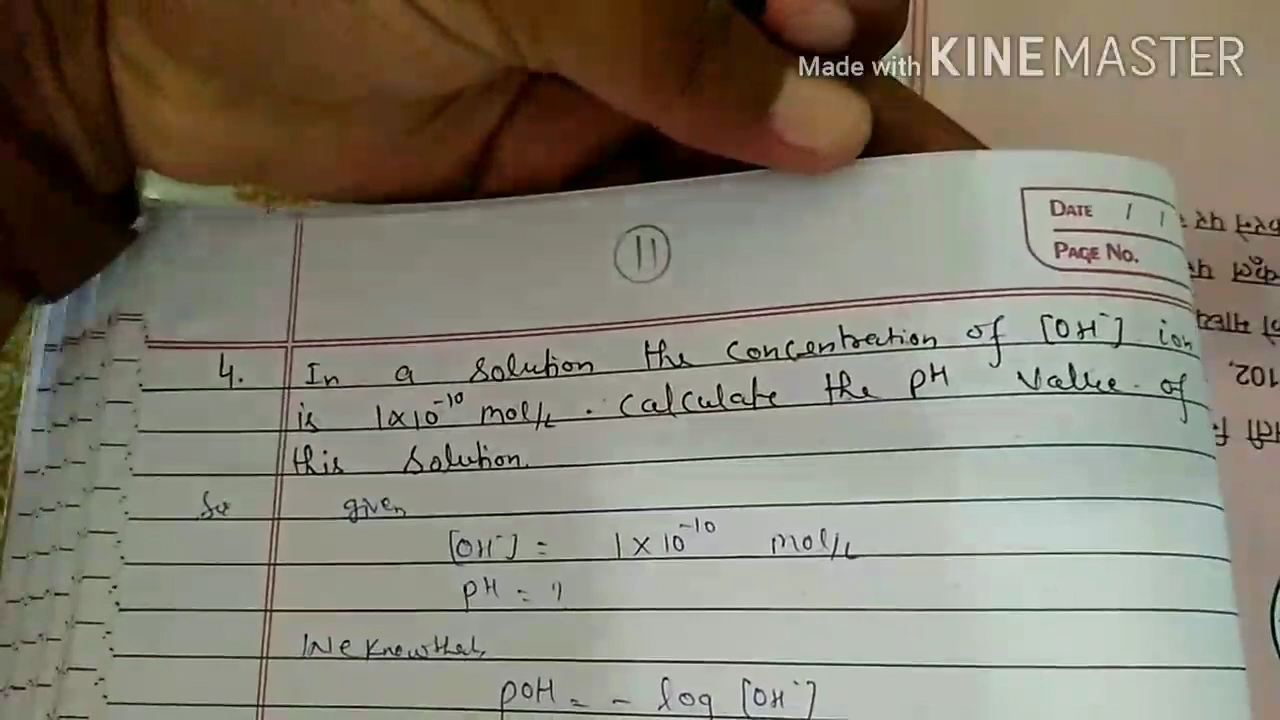 Made with KINEMASTER
11
DATE / /
PAGE No.
4. In a solution the concentration of [OH⁻] ion
is 1×10⁻¹⁰ mol/L. Calculate the pH value of
this solution.
given
[OH⁻] = 1 × 10⁻¹⁰ mol/L
pH = ?
We know that,
pOH = - log [OH⁻]
102.